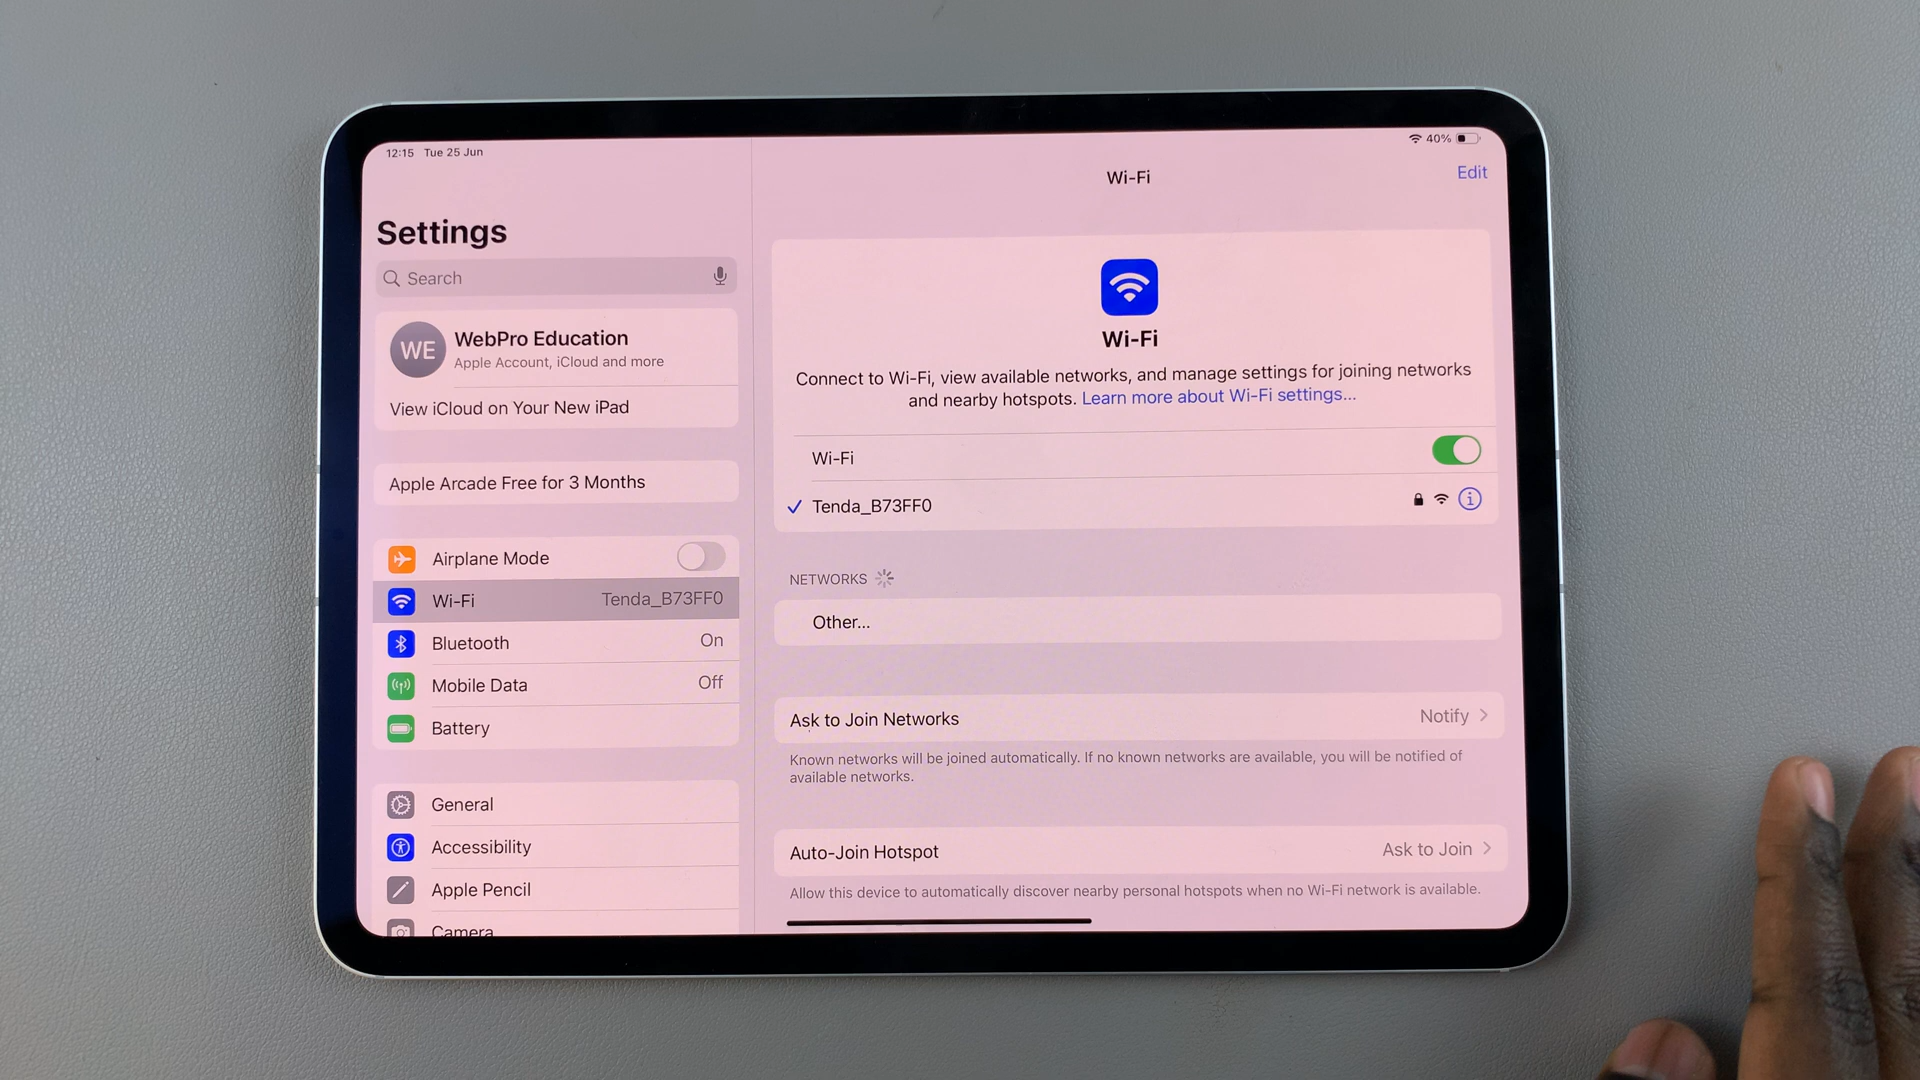 12:15 Tue 25 Jun
40%
Settings
Search
WE
WebPro Education
Apple Account, iCloud and more
View iCloud on Your New iPad
Apple Arcade Free for 3 Months
Airplane Mode
Wi-Fi Tenda_B73FF0
Bluetooth On
Mobile Data Off
Battery
General
Accessibility
Apple Pencil
Camera
Wi-Fi
Edit
Wi-Fi
Connect to Wi-Fi, view available networks, and manage settings for joining networks
and nearby hotspots. Learn more about Wi-Fi settings...
Wi-Fi
Tenda_B73FF0
NETWORKS
Other...
Ask to Join Networks Notify
Known networks will be joined automatically. If no known networks are available, you will be notified of
available networks.
Auto-Join Hotspot Ask to Join
Allow this device to automatically discover nearby personal hotspots when no Wi-Fi network is available.